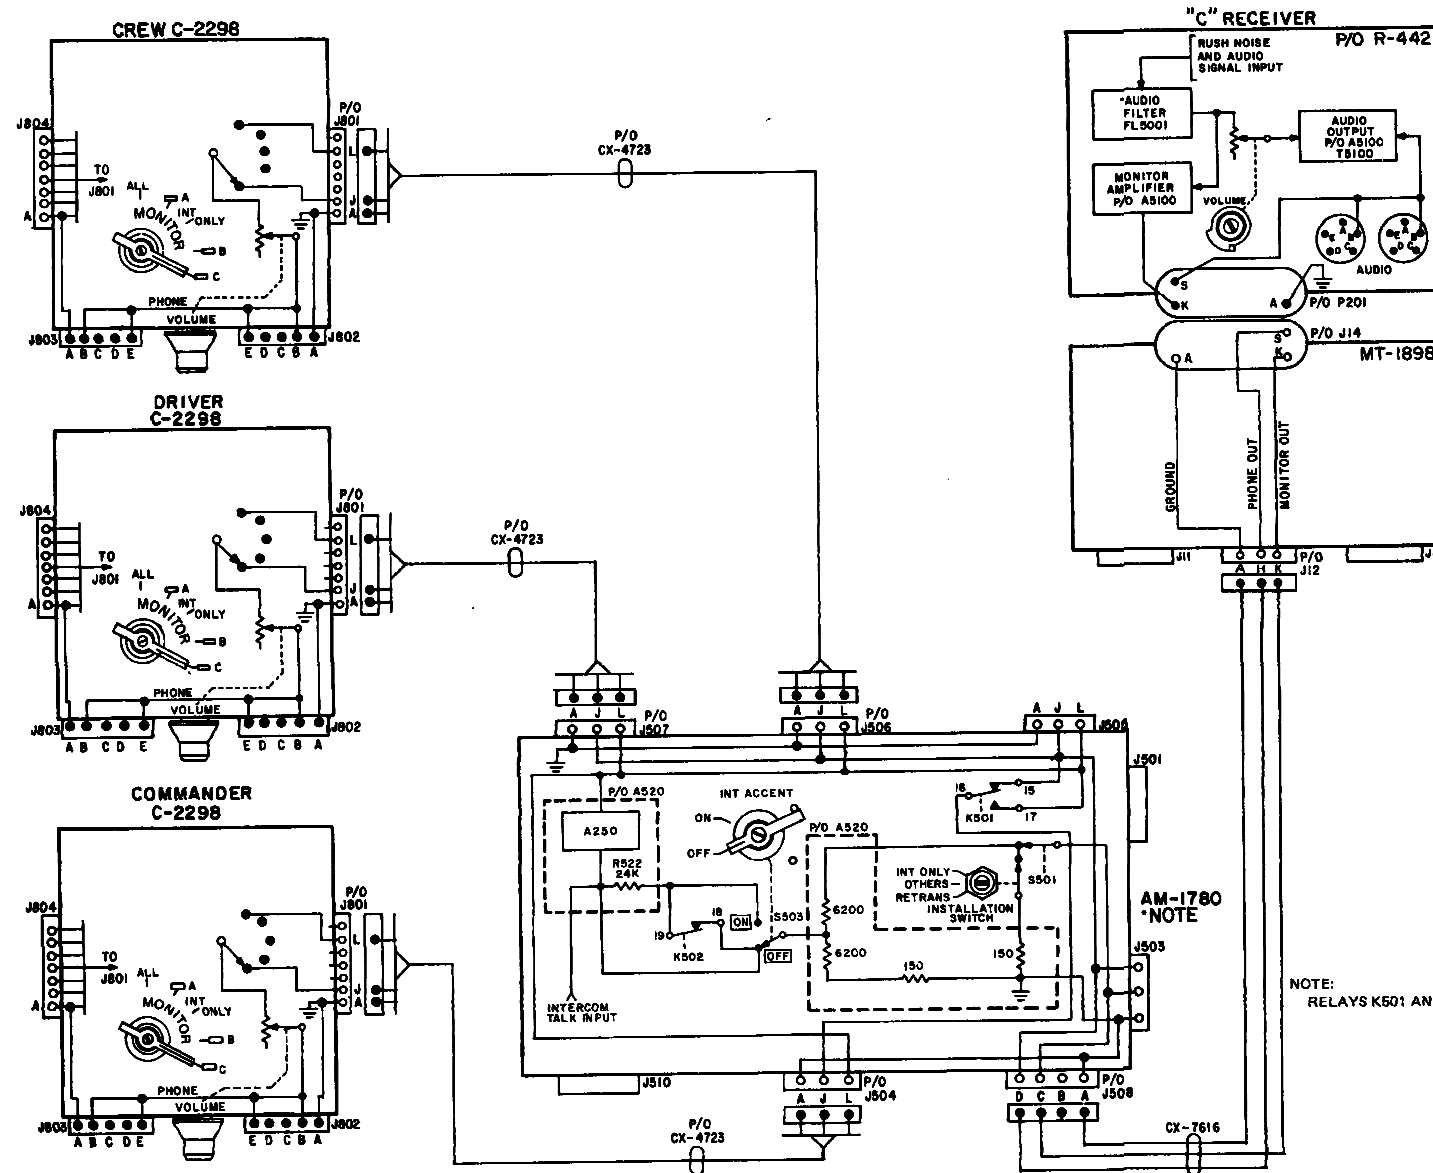 CREW C-2298
J804
A
TO
J801
ALL
A
INT
ONLY
MONITOR
B
C
P/O
J801
L
J
A
PHONE
VOLUME
J803
A B C D E
E D C B A
J802
P/O
CX-4723
"C" RECEIVER
P/O R-442
RUSH NOISE
AND AUDIO
SIGNAL INPUT
*AUDIO
FILTER
FL5001
MONITOR
AMPLIFIER
P/O A5100
AUDIO
OUTPUT
P/O A5100
T5100
VOLUME
E A B D C
E A B D C
AUDIO
S
K
A
P/O P201
P/O J14
S
K
A
MT-1898
GROUND
PHONE OUT
MONITOR OUT
J11
A H K
P/O
J12
J
DRIVER
C-2298
J804
A
TO
J801
ALL
A
INT
ONLY
MONITOR
B
C
P/O
J801
L
J
A
PHONE
VOLUME
J803
A B C D E
E D C B A
J802
P/O
CX-4723
COMMANDER
C-2298
J804
A
TO
J801
ALL
A
INT
ONLY
MONITOR
B
C
P/O
J801
L
J
A
PHONE
VOLUME
J803
A B C D E
E D C B A
J802
P/O
CX-4723
A J L
P/O
J507
A J L
P/O
J506
A J L
J505
J501
P/O A520
A250
R522
24K
INT ACCENT
ON
OFF
16
15
K501
17
P/O A520
INT ONLY
OTHERS
RETRANS
INSTALLATION
SWITCH
S501
AM-1780
*NOTE
18
ON
S503
19
K502
OFF
6200
6200
150
150
J503
INTERCOM
TALK INPUT
NOTE:
RELAYS K501 AN
J510
A J L
P/O
J504
D C B A
P/O
J508
CX-7616